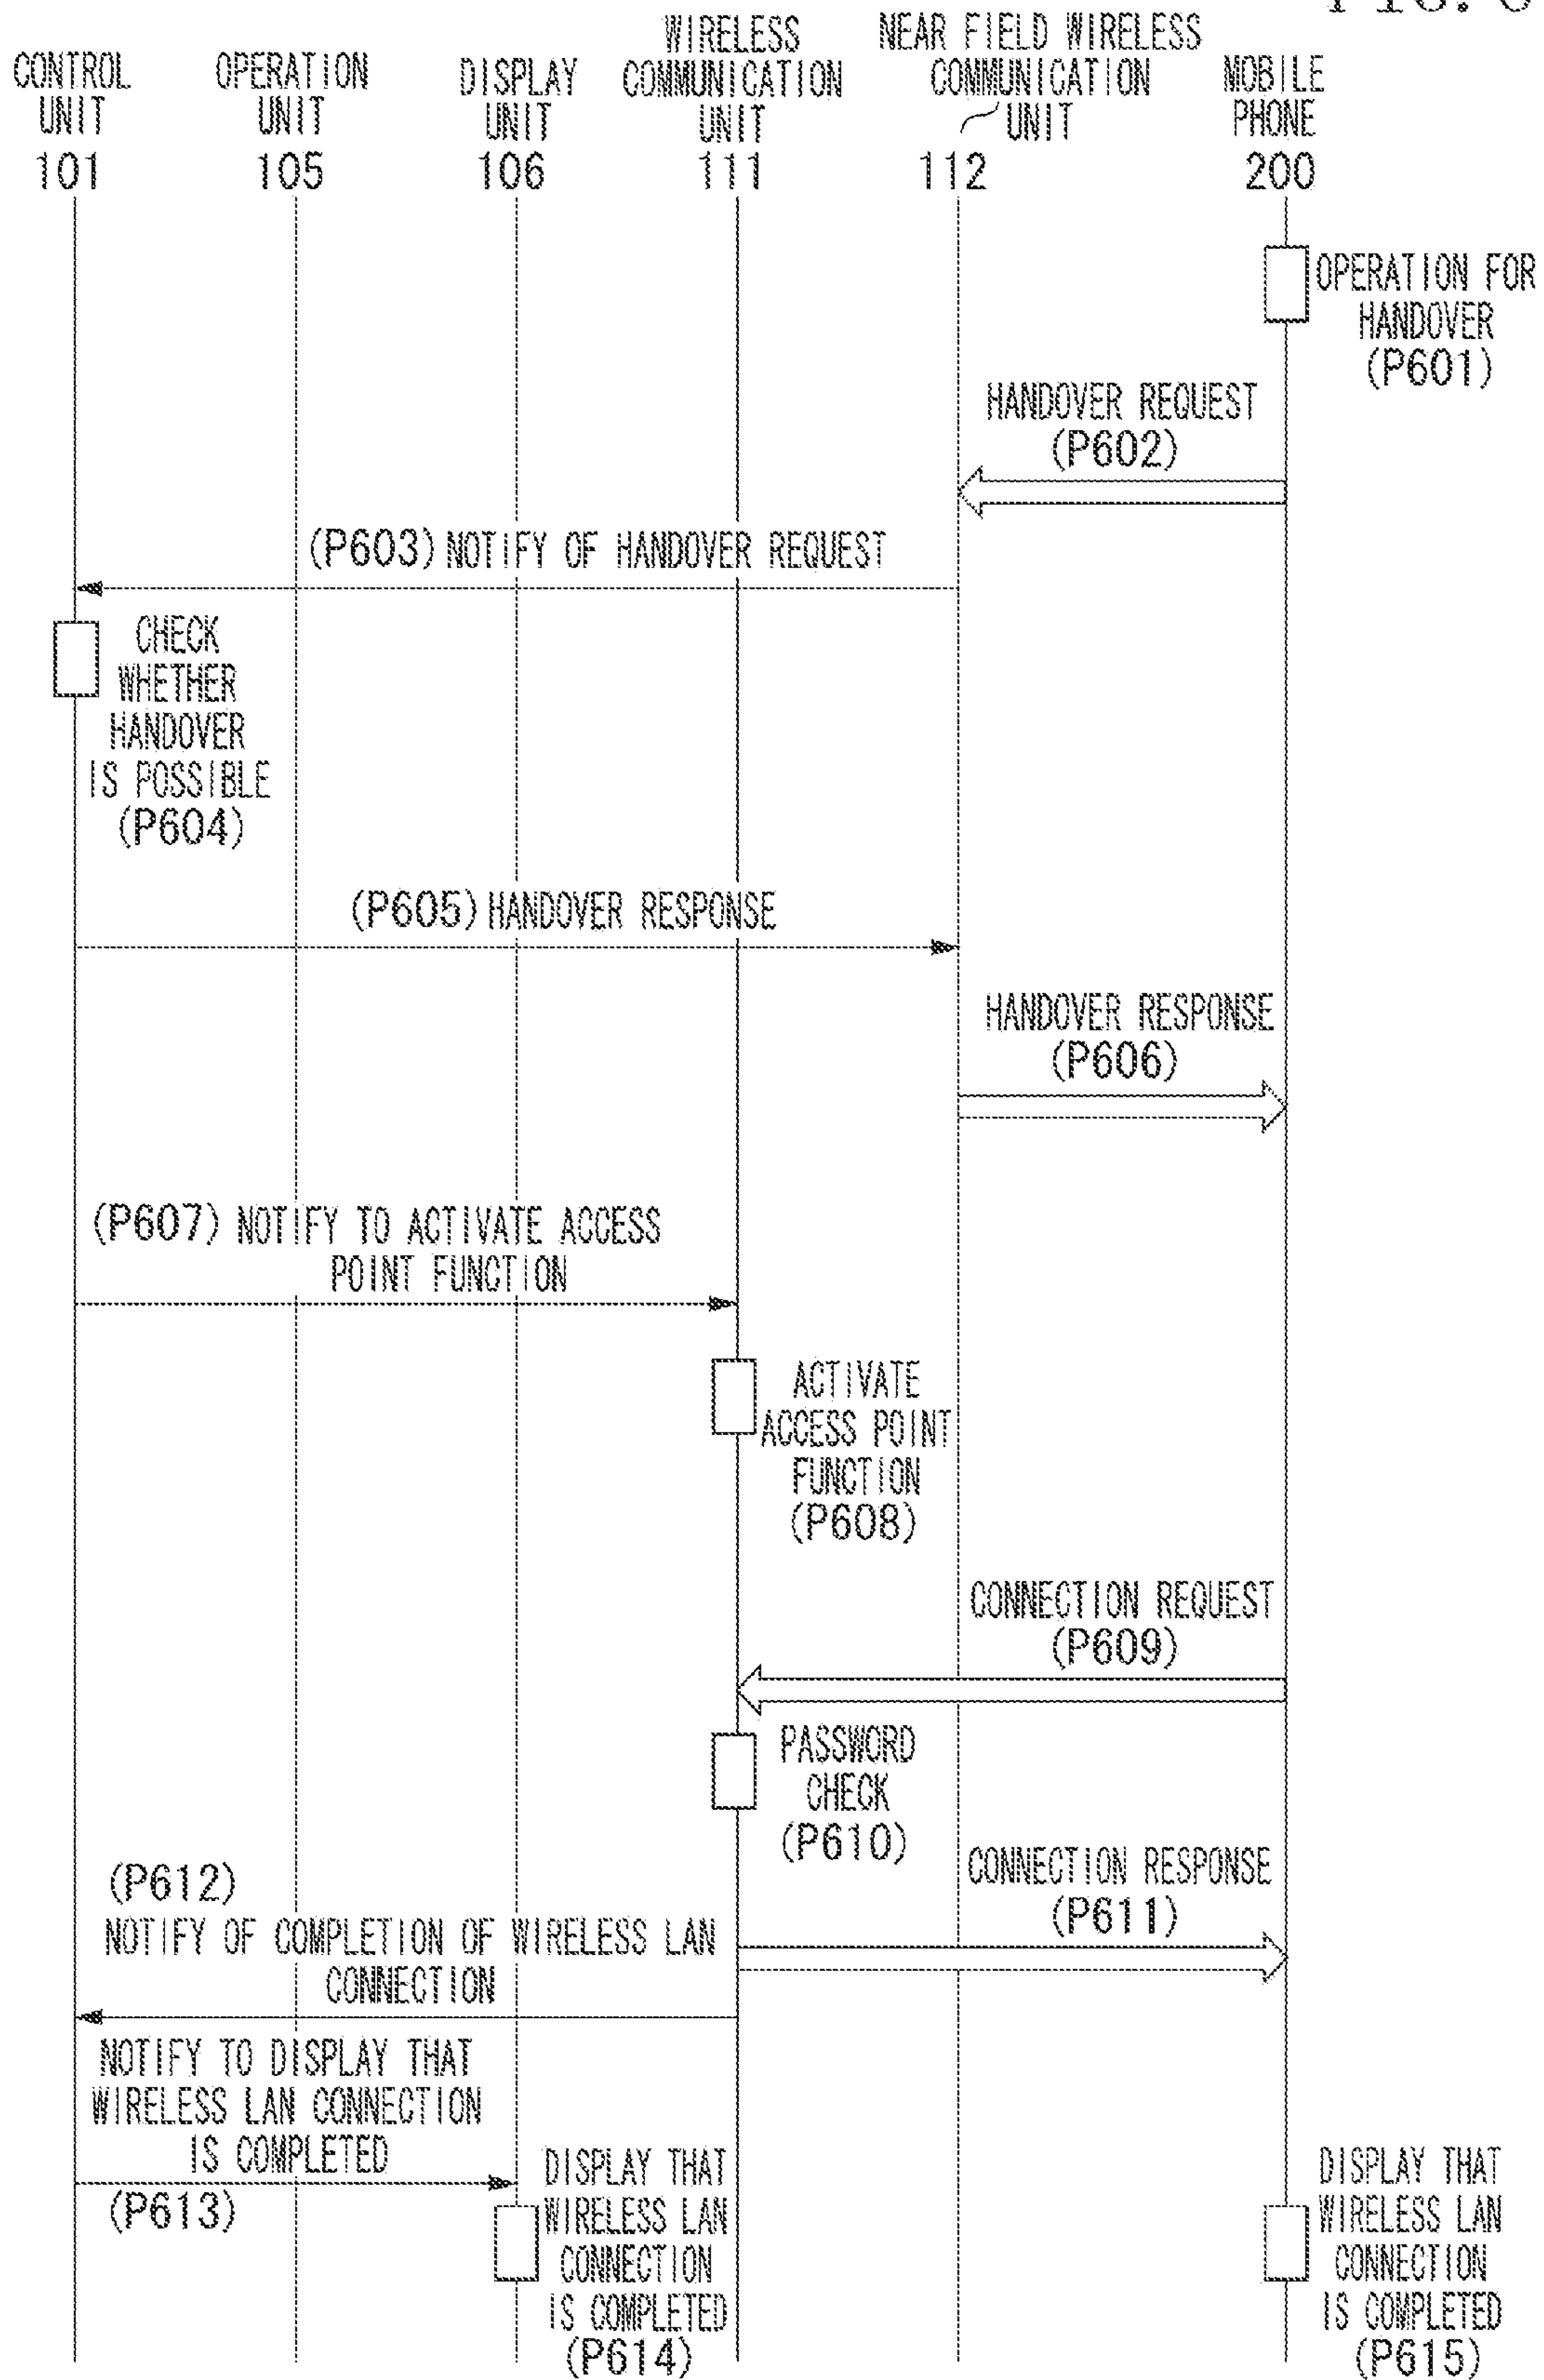 CONTROL
UNIT
101
OPERATION
UNIT
105
DISPLAY
UNIT
106
WIRELESS
COMMUNICATION
UNIT
111
NEAR FIELD WIRELESS
COMMUNICATION
UNIT
112
MOBILE
PHONE
200
OPERATION FOR
HANDOVER
(P601)
HANDOVER REQUEST
(P602)
(P603) NOTIFY OF HANDOVER REQUEST
CHECK
WHETHER
HANDOVER
IS POSSIBLE
(P604)
(P605) HANDOVER RESPONSE
HANDOVER RESPONSE
(P606)
(P607) NOTIFY TO ACTIVATE ACCESS
POINT FUNCTION
ACTIVATE
ACCESS POINT
FUNCTION
(P608)
CONNECTION REQUEST
(P609)
PASSWORD
CHECK
(P610)
CONNECTION RESPONSE
(P611)
(P612)
NOTIFY OF COMPLETION OF WIRELESS LAN
CONNECTION
NOTIFY TO DISPLAY THAT
WIRELESS LAN CONNECTION
IS COMPLETED
(P613)
DISPLAY THAT
WIRELESS LAN
CONNECTION
IS COMPLETED
(P614)
DISPLAY THAT
WIRELESS LAN
CONNECTION
IS COMPLETED
(P615)